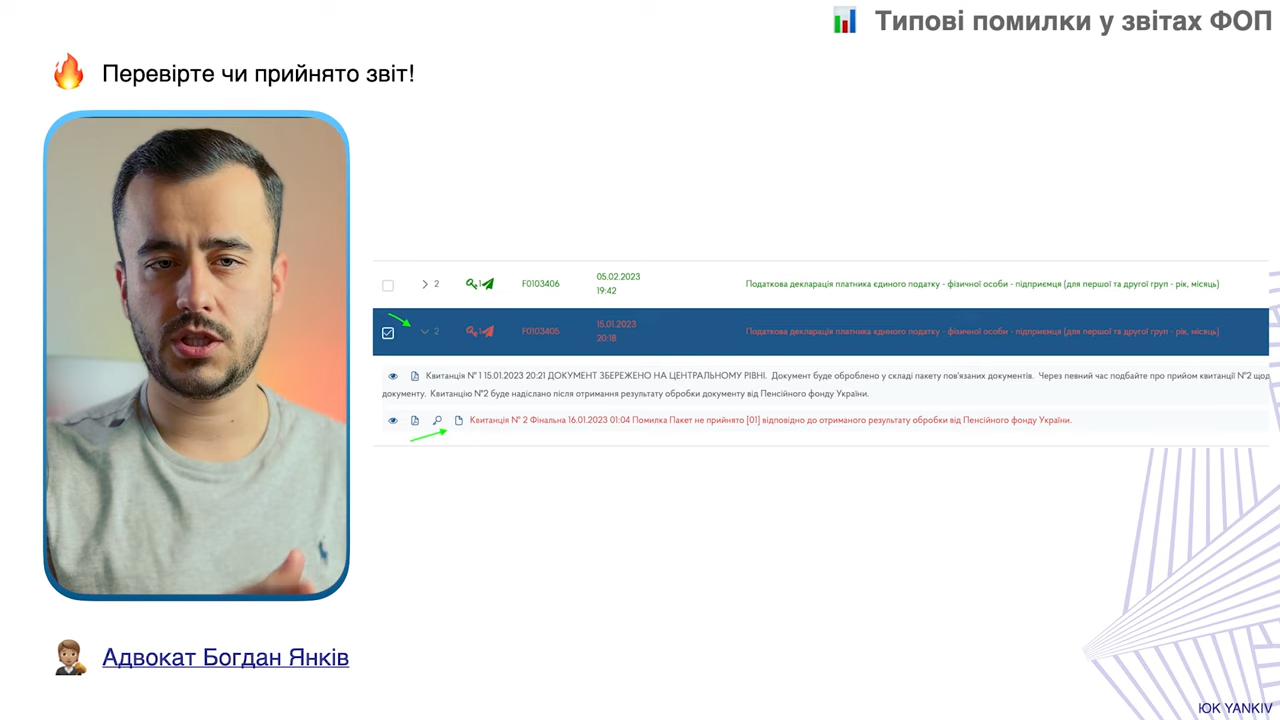 Типові помилки у звітах ФОП
Перевірте чи прийнято звіт!
2
1
F0103406
05.02.2023
19:42
Податкова декларація платника єдиного податку - фізичної особи - підприємця (для першої та другої груп - рік, місяць)
2
1
F0103405
15.01.2023
20:18
Податкова декларація платника єдиного податку - фізичної особи - підприємця (для першої та другої груп - рік, місяць)
Квитанція № 1 15.01.2023 20:21 ДОКУМЕНТ ЗБЕРЕЖЕНО НА ЦЕНТРАЛЬНОМУ РІВНІ. Документ буде оброблено у складі пакету пов'язаних документів. Через певний час подбайте про прийом квитанції №2 щод
документу. Квитанцію №2 буде надіслано після отримання результату обробки документу від Пенсійного фонду України.
Квитанція № 2 Фінальна 16.01.2023 01:04 Помилка Пакет не прийнято [01] відповідно до отриманого результату обробки від Пенсійного фонду України.
Адвокат Богдан Янків
ЮК YANKIV